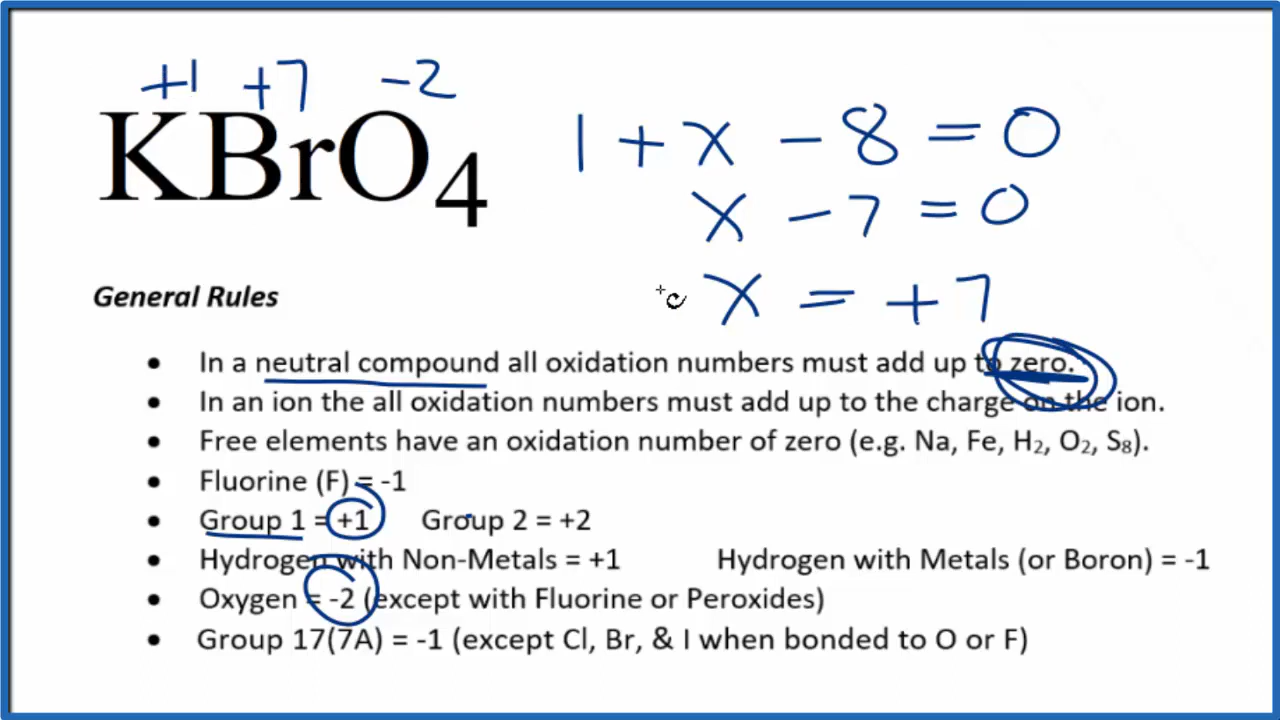 +1 +7 -2
KBrO₄
1 + x - 8 = 0
x - 7 = 0
x = +7
General Rules
• In a neutral compound all oxidation numbers must add up to zero.
• In an ion the all oxidation numbers must add up to the charge on the ion.
• Free elements have an oxidation number of zero (e.g. Na, Fe, H₂, O₂, S₈).
• Fluorine (F) = -1
• Group 1 = +1 Group 2 = +2
• Hydrogen with Non-Metals = +1 Hydrogen with Metals (or Boron) = -1
• Oxygen = -2 (except with Fluorine or Peroxides)
• Group 17(7A) = -1 (except Cl, Br, & I when bonded to O or F)